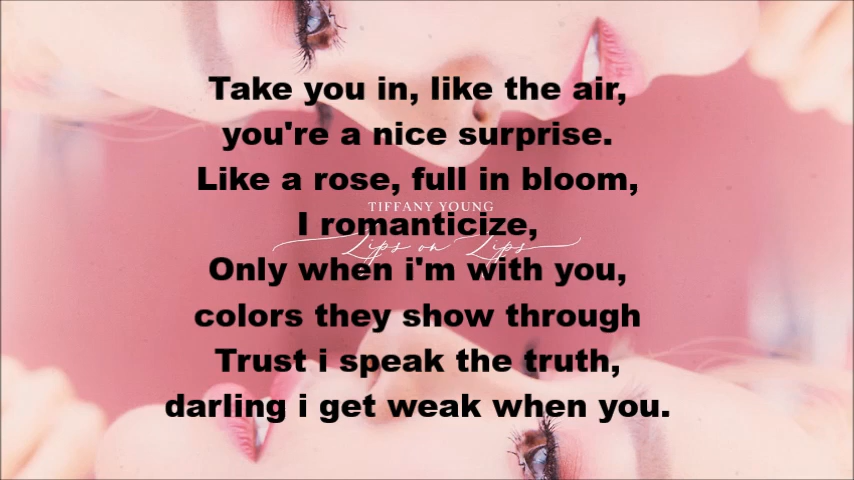 Take you in, like the air,
you're a nice surprise.
Like a rose, full in bloom,
TIFFANY YOUNG
I romanticize,
Lips on Lips
Only when i'm with you,
colors they show through
Trust i speak the truth,
darling i get weak when you.